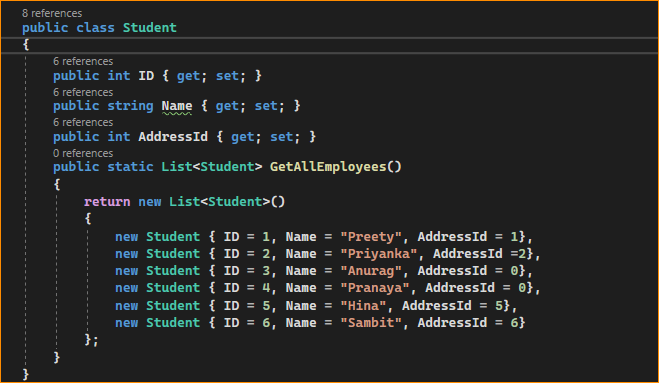 8 references
public class Student
{
6 references
public int ID { get; set; }
6 references
public string Name { get; set; }
6 references
public int AddressId { get; set; }
0 references
public static List<Student> GetAllEmployees()
{
return new List<Student>()
{
new Student { ID = 1, Name = "Preety", AddressId = 1},
new Student { ID = 2, Name = "Priyanka", AddressId =2},
new Student { ID = 3, Name = "Anurag", AddressId = 0},
new Student { ID = 4, Name = "Pranaya", AddressId = 0},
new Student { ID = 5, Name = "Hina", AddressId = 5},
new Student { ID = 6, Name = "Sambit", AddressId = 6}
};
}
}